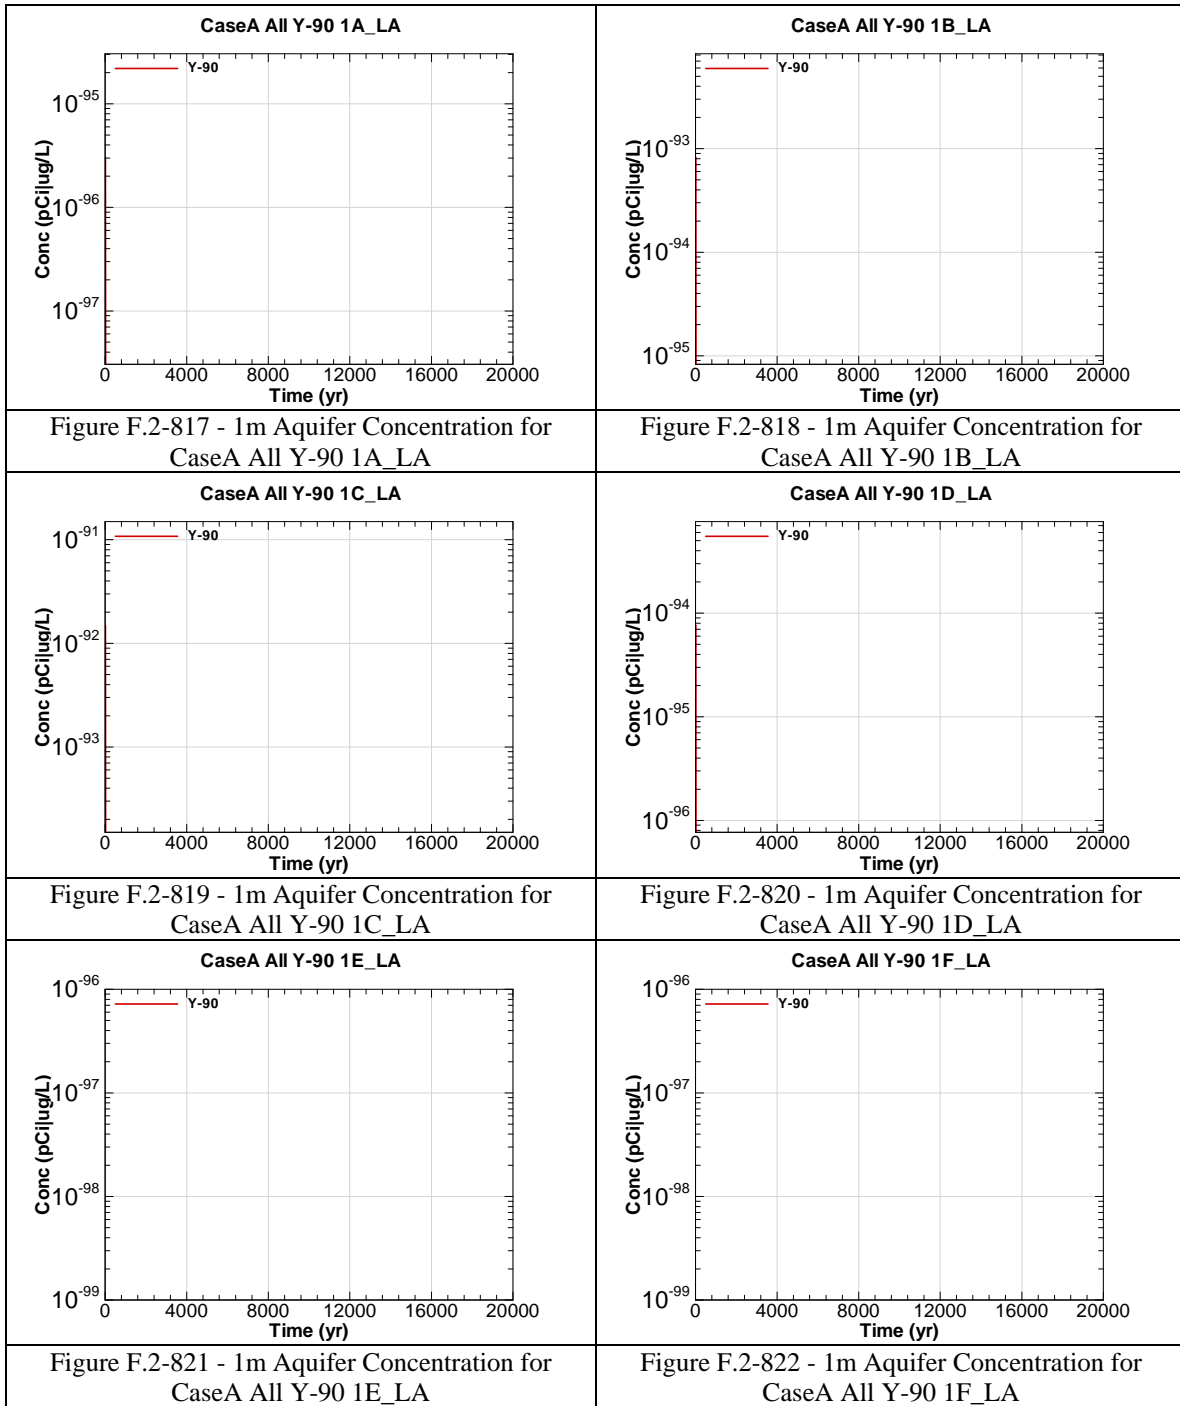 CaseA All Y-90 1A_LA
Y-90
Conc (pCi|ug/L)
10^-95
10^-96
10^-97
0 4000 8000 12000 16000 20000
Time (yr)
Figure F.2-817 - 1m Aquifer Concentration for
CaseA All Y-90 1A_LA
CaseA All Y-90 1B_LA
Y-90
Conc (pCi|ug/L)
10^-93
10^-94
10^-95
0 4000 8000 12000 16000 20000
Time (yr)
Figure F.2-818 - 1m Aquifer Concentration for
CaseA All Y-90 1B_LA
CaseA All Y-90 1C_LA
Y-90
Conc (pCi|ug/L)
10^-91
10^-92
10^-93
0 4000 8000 12000 16000 20000
Time (yr)
Figure F.2-819 - 1m Aquifer Concentration for
CaseA All Y-90 1C_LA
CaseA All Y-90 1D_LA
Y-90
Conc (pCi|ug/L)
10^-94
10^-95
10^-96
0 4000 8000 12000 16000 20000
Time (yr)
Figure F.2-820 - 1m Aquifer Concentration for
CaseA All Y-90 1D_LA
CaseA All Y-90 1E_LA
Y-90
Conc (pCi|ug/L)
10^-96
10^-97
10^-98
10^-99
0 4000 8000 12000 16000 20000
Time (yr)
Figure F.2-821 - 1m Aquifer Concentration for
CaseA All Y-90 1E_LA
CaseA All Y-90 1F_LA
Y-90
Conc (pCi|ug/L)
10^-96
10^-97
10^-98
10^-99
0 4000 8000 12000 16000 20000
Time (yr)
Figure F.2-822 - 1m Aquifer Concentration for
CaseA All Y-90 1F_LA